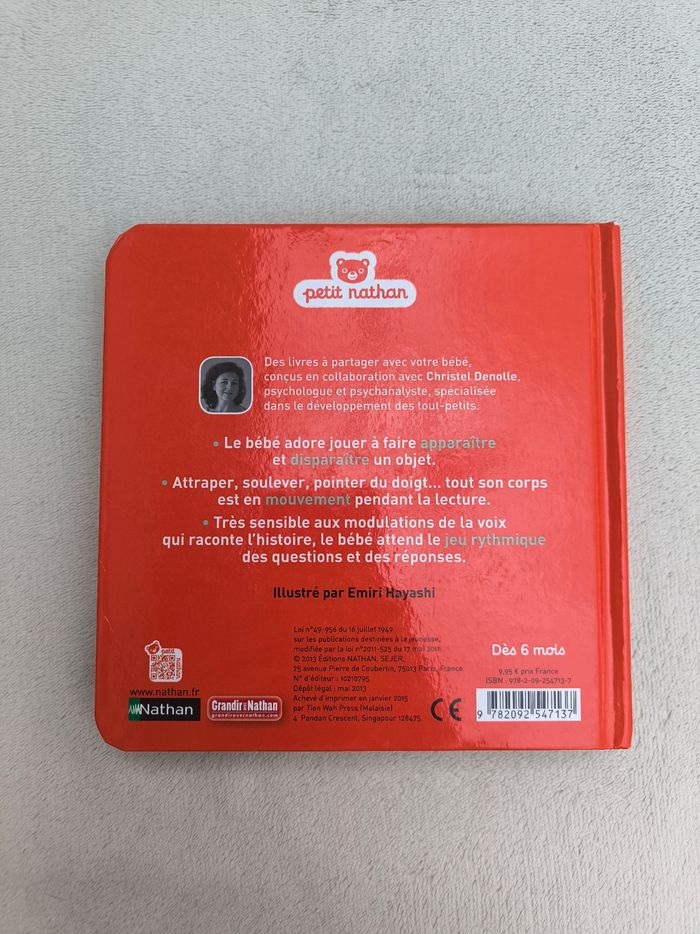 petit nathan
Des livres à partager avec votre bébé,
conçus en collaboration avec Christel Denolle,
psychologue et psychanalyste, spécialisée
dans le développement des tout-petits.
• Le bébé adore jouer à faire apparaître
et disparaître un objet.
• Attraper, soulever, pointer du doigt... tout son corps
est en mouvement pendant la lecture.
• Très sensible aux modulations de la voix
qui raconte l'histoire, le bébé attend le jeu rythmique
des questions et des réponses.
Illustré par Emiri Hayashi
Loi n°49-956 du 16 juillet 1949
sur les publications destinées à la jeunesse,
modifiée par la loi n°2011-525 du 17 mai 2011
© 2013 Éditions NATHAN, SEJER,
25 avenue Pierre de Coubertin, 75013 Paris, France
N° d'éditeur : 10210795
Dépôt légal : mai 2013
Achevé d'imprimer en janvier 2015
par Tien Wah Press (Malaisie)
4 Pandan Crescent, Singapour 128475.
petit
nathan
www.nathan.fr
Nathan
Grandir avec Nathan
grandiravecnathan.com
CE
Dès 6 mois
9,95 € prix France
ISBN : 978-2-09-254713-7
9 782092 547137